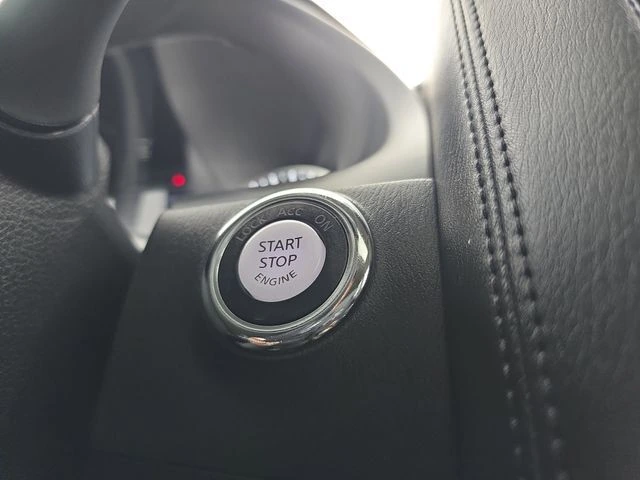 LOCK ACC ON
START
STOP
ENGINE